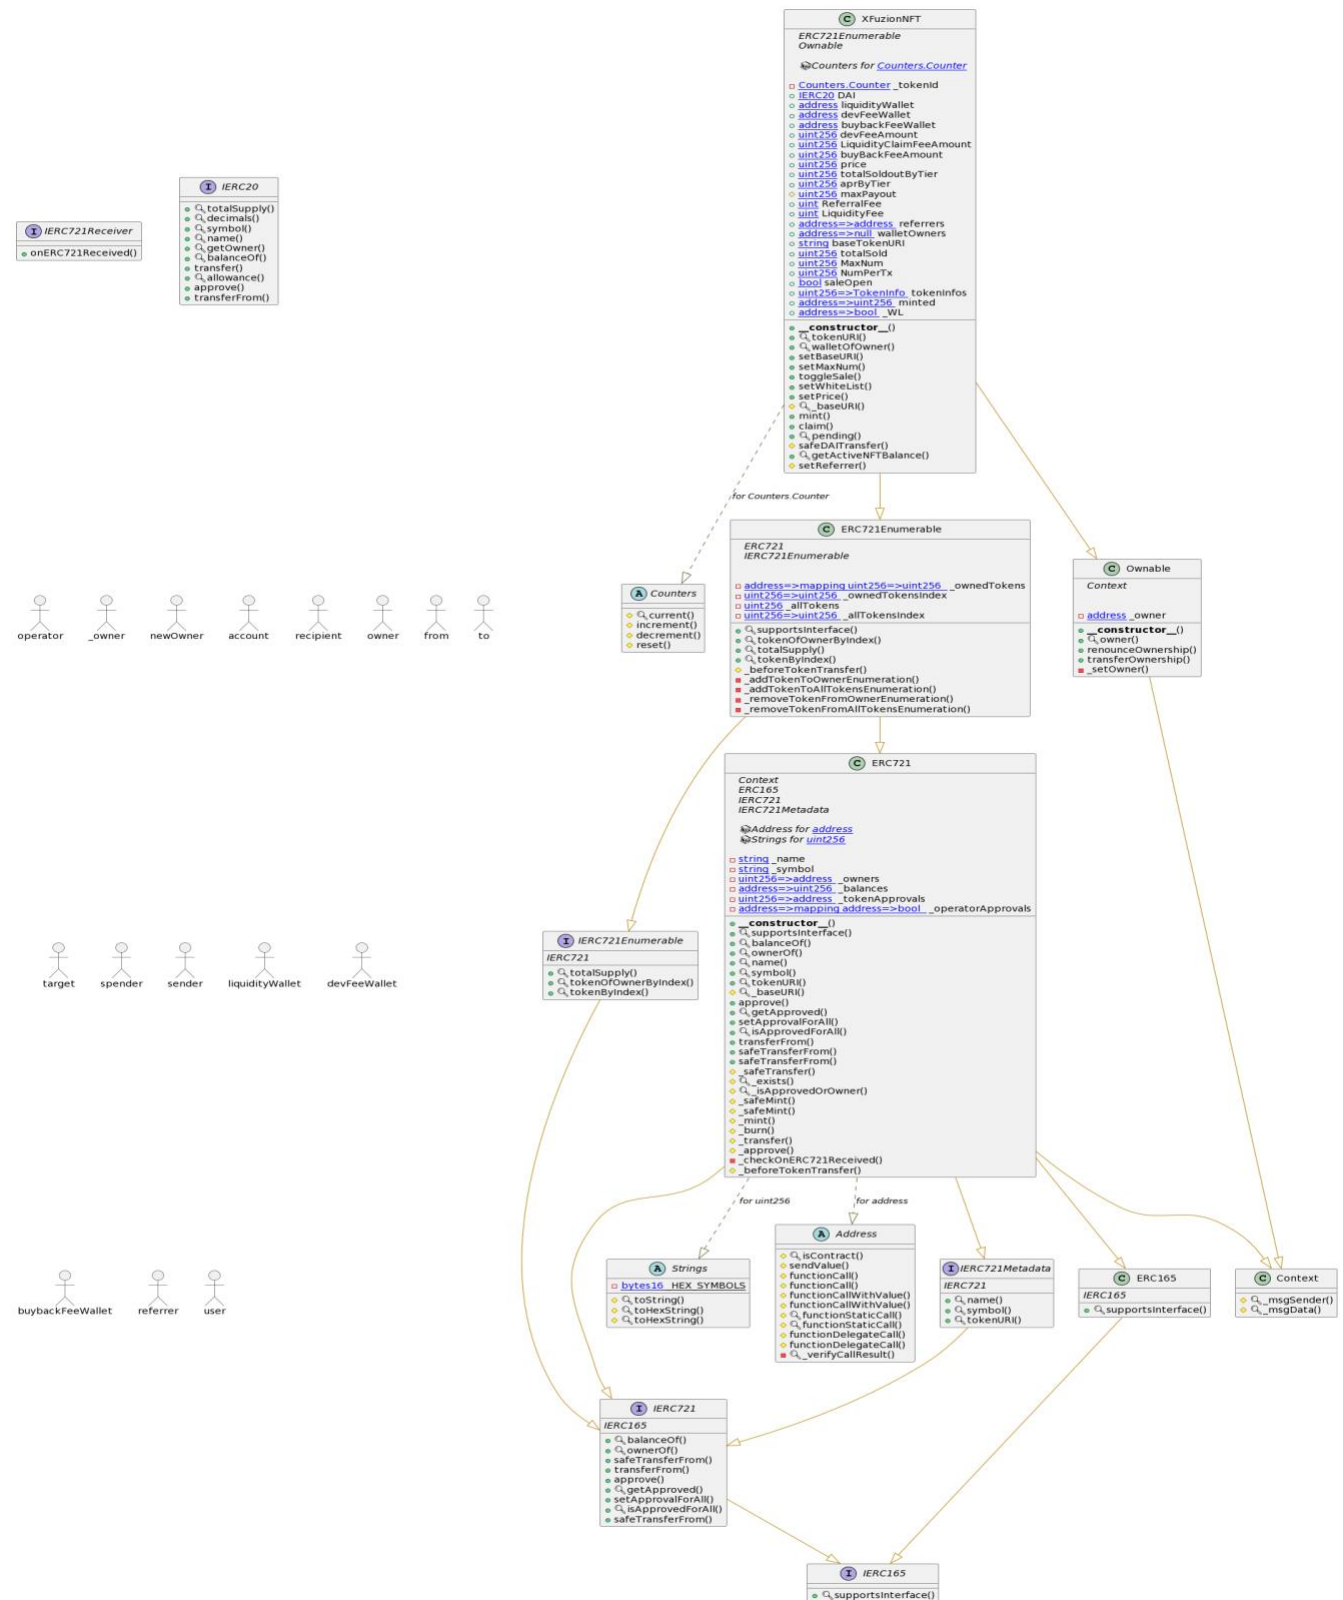 C XFuzionNFT
ERC721Enumerable
Ownable
Counters for Counters.Counter
Counters.Counter _tokenId
IERC20 DAI
address liquidityWallet
address devFeeWallet
address buybackFeeWallet
uint256 devFeeAmount
uint256 LiquidityClaimFeeAmount
uint256 buyBackFeeAmount
uint256 price
uint256 totalSoldoutByTier
uint256 aprByTier
uint256 maxPayout
uint ReferralFee
uint LiquidityFee
address=>address referrers
address=>null walletOwners
string baseTokenURI
uint256 totalSold
uint256 MaxNum
uint256 NumPerTx
bool saleOpen
uint256=>TokenInfo tokenInfos
address=>uint256 minted
address=>bool _WL
__constructor__()
tokenURI()
walletOfOwner()
setBaseURI()
setMaxNum()
toggleSale()
setWhiteList()
setPrice()
_baseURI()
mint()
claim()
pending()
safeDAITransfer()
getActiveNFTBalance()
setReferrer()
I IERC721Receiver
onERC721Received()
I IERC20
totalSupply()
decimals()
symbol()
name()
getOwner()
balanceOf()
transfer()
allowance()
approve()
transferFrom()
for Counters.Counter
operator
_owner
newOwner
account
recipient
owner
from
to
A Counters
current()
increment()
decrement()
reset()
C ERC721Enumerable
ERC721
IERC721Enumerable
address=>mapping uint256=>uint256 _ownedTokens
uint256=>uint256 _ownedTokensIndex
uint256 _allTokens
uint256=>uint256 _allTokensIndex
supportsInterface()
tokenOfOwnerByIndex()
totalSupply()
tokenByIndex()
_beforeTokenTransfer()
_addTokenToOwnerEnumeration()
_addTokenToAllTokensEnumeration()
_removeTokenFromOwnerEnumeration()
_removeTokenFromAllTokensEnumeration()
C Ownable
Context
address _owner
__constructor__()
owner()
renounceOwnership()
transferOwnership()
_setOwner()
target
spender
sender
liquidityWallet
devFeeWallet
I IERC721Enumerable
IERC721
totalSupply()
tokenOfOwnerByIndex()
tokenByIndex()
C ERC721
Context
ERC165
IERC721
IERC721Metadata
Address for address
Strings for uint256
string _name
string _symbol
uint256=>address _owners
address=>uint256 _balances
uint256=>address _tokenApprovals
address=>mapping address=>bool _operatorApprovals
__constructor__()
supportsInterface()
balanceOf()
ownerOf()
name()
symbol()
tokenURI()
_baseURI()
approve()
getApproved()
setApprovalForAll()
isApprovedForAll()
transferFrom()
safeTransferFrom()
safeTransferFrom()
_safeTransfer()
_exists()
_isApprovedOrOwner()
_safeMint()
_safeMint()
_mint()
_burn()
_transfer()
_approve()
_checkOnERC721Received()
_beforeTokenTransfer()
for uint256
for address
buybackFeeWallet
referrer
user
A Strings
bytes16 HEX_SYMBOLS
toString()
toHexString()
toHexString()
A Address
isContract()
sendValue()
functionCall()
functionCall()
functionCallWithValue()
functionCallWithValue()
functionStaticCall()
functionStaticCall()
functionDelegateCall()
functionDelegateCall()
_verifyCallResult()
I IERC721Metadata
IERC721
name()
symbol()
tokenURI()
C ERC165
IERC165
supportsInterface()
C Context
_msgSender()
_msgData()
I IERC721
IERC165
balanceOf()
ownerOf()
safeTransferFrom()
transferFrom()
approve()
getApproved()
setApprovalForAll()
isApprovedForAll()
safeTransferFrom()
I IERC165
supportsInterface()